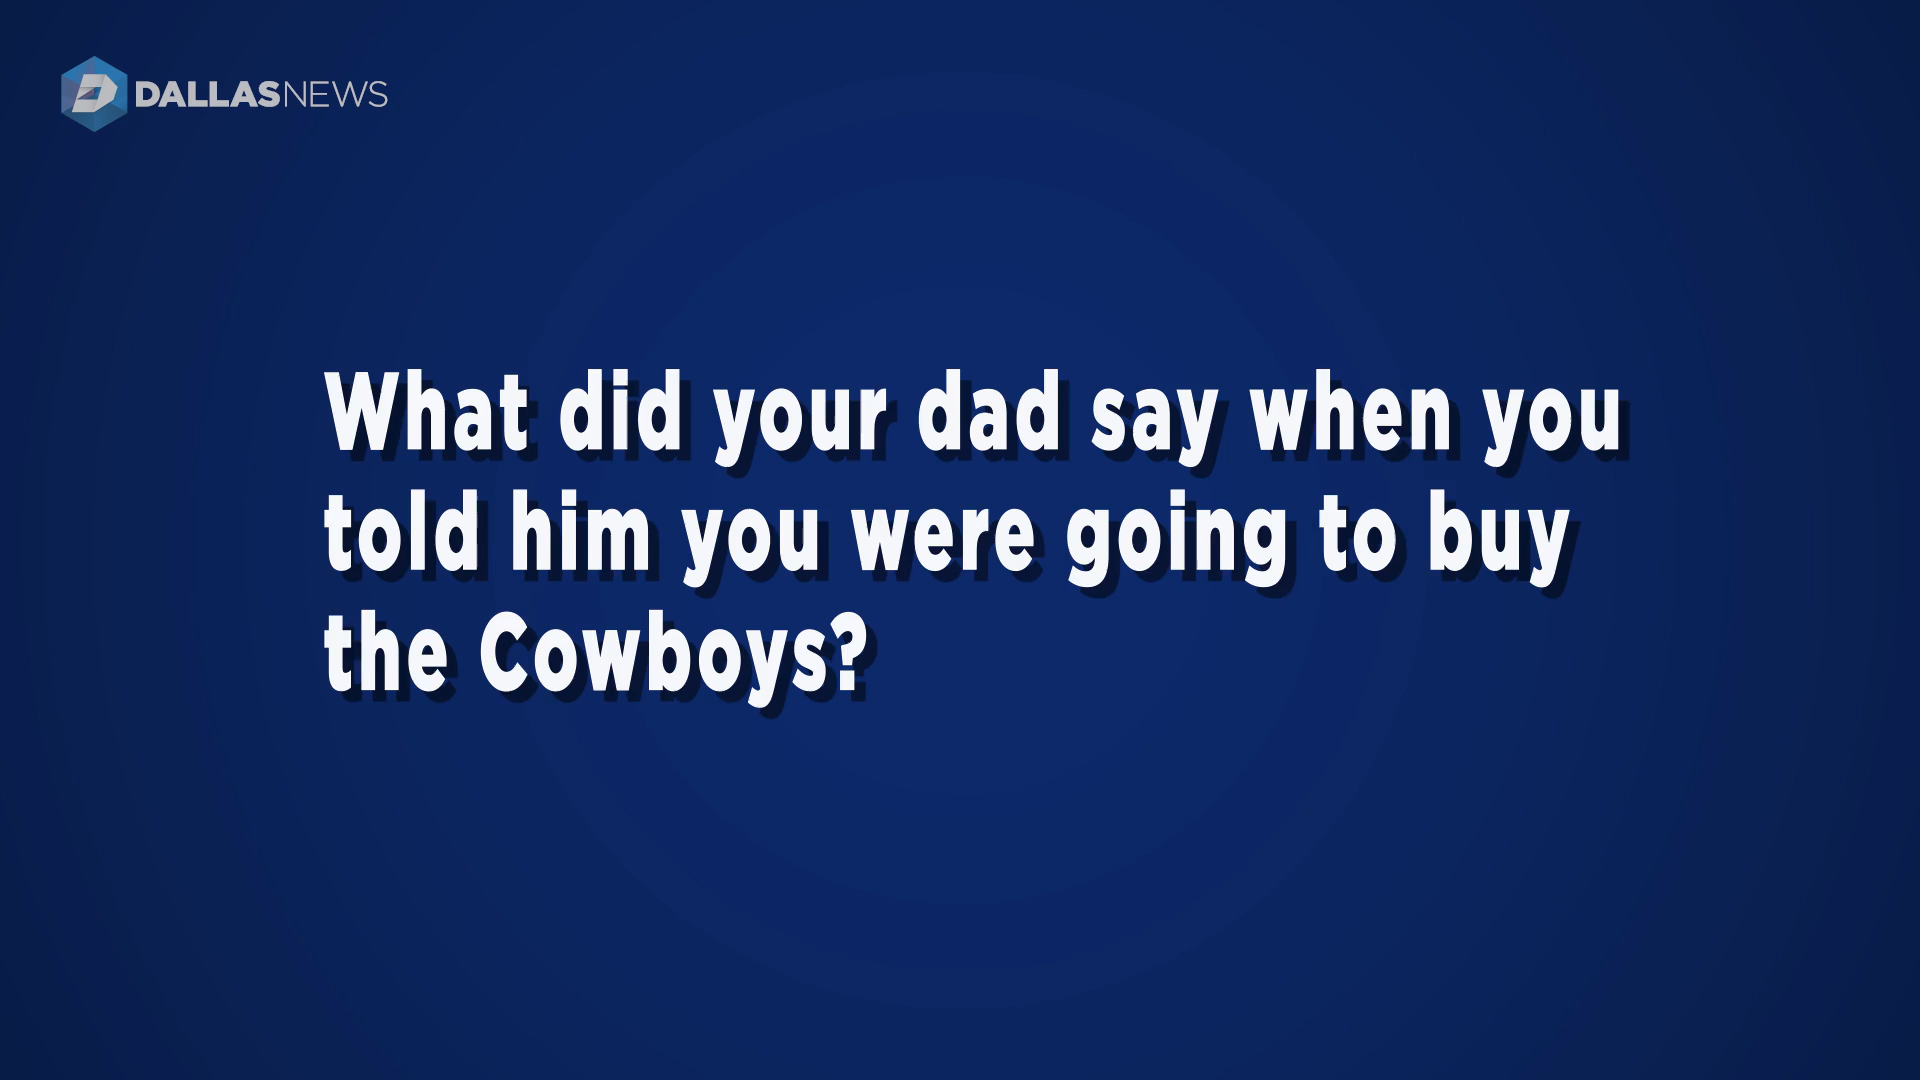 DALLASNEWS
What did your dad say when you
told him you were going to buy
the Cowboys?